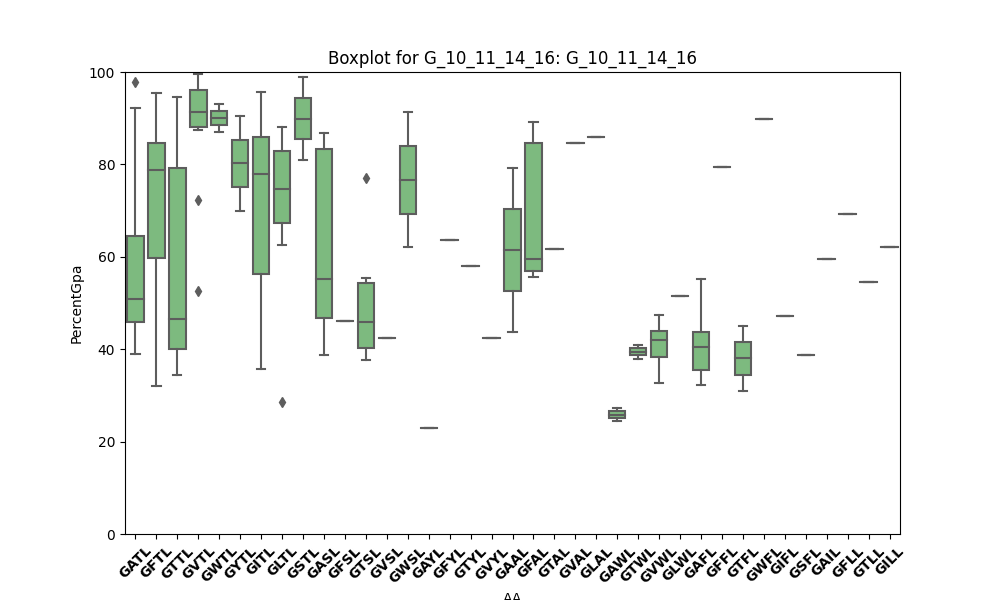 Boxplot for G_10_11_14_16: G_10_11_14_16
PercentGpa
100
80
60
40
20
0
GATL
GFTL
GTTL
GVTL
GWTL
GYTL
GITL
GLTL
GSTL
GASL
GFSL
GTSL
GVSL
GWSL
GAYL
GFYL
GTYL
GVYL
GAAL
GFAL
GTAL
GVAL
GLAL
GAWL
GTWL
GVWL
GLWL
GAFL
GFFL
GTFL
GWFL
GIFL
GSFL
GAIL
GFLL
GTLL
GILL
AA